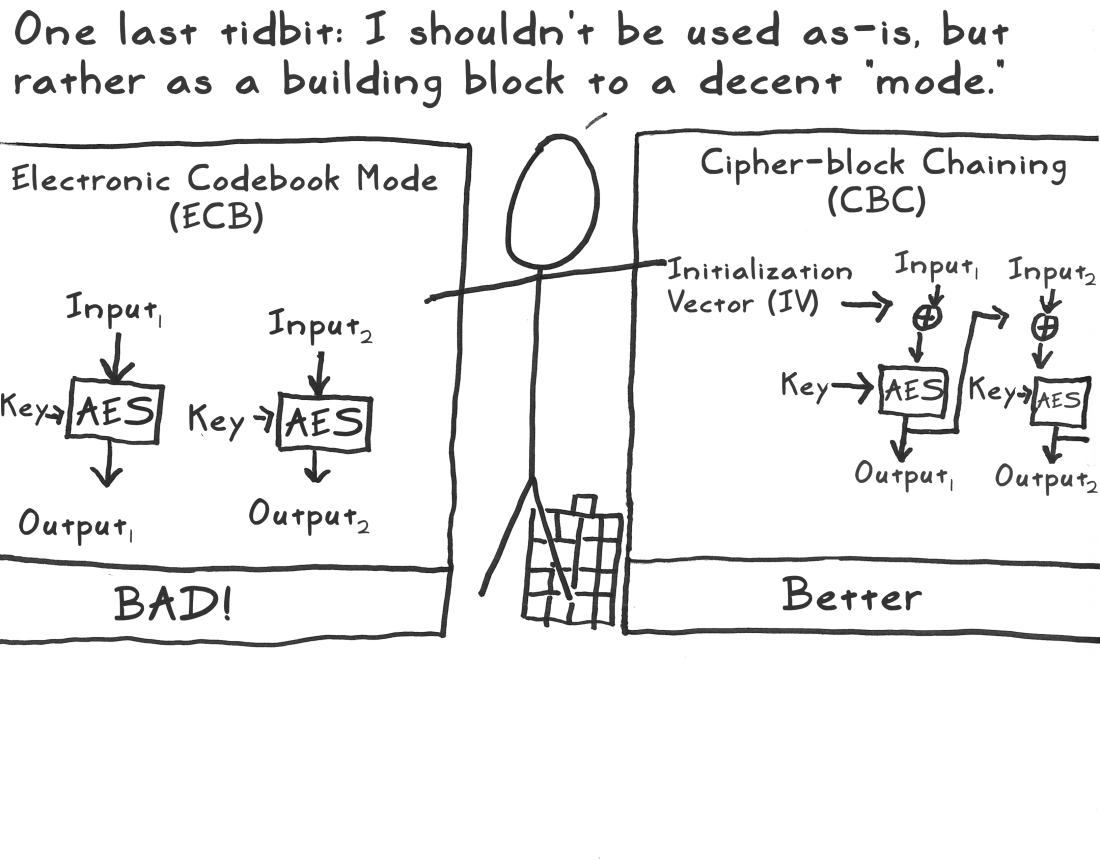 One last tidbit: I shouldn't be used as-is, but
rather as a building block to a decent "mode."
Electronic Codebook Mode
(ECB)
Input₁
Input₂
Key
AES
Key
AES
Output₁
Output₂
BAD!
Cipher-block Chaining
(CBC)
Initialization
Vector (IV)
Input₁
Input₂
Key
AES
Key
AES
Output₁
Output₂
Better